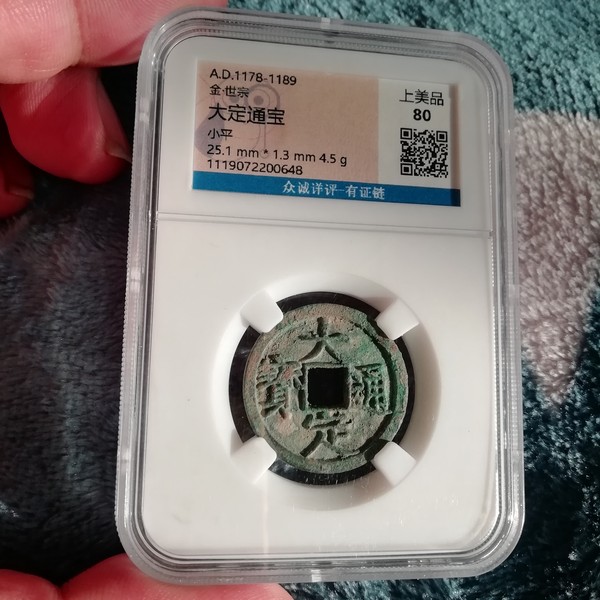 A.D.1178-1189
金·世宗
大定通宝
小平
25.1 mm * 1.3 mm 4.5 g
1119072200648
上美品
80
众诚评评 有证链
大定通寶